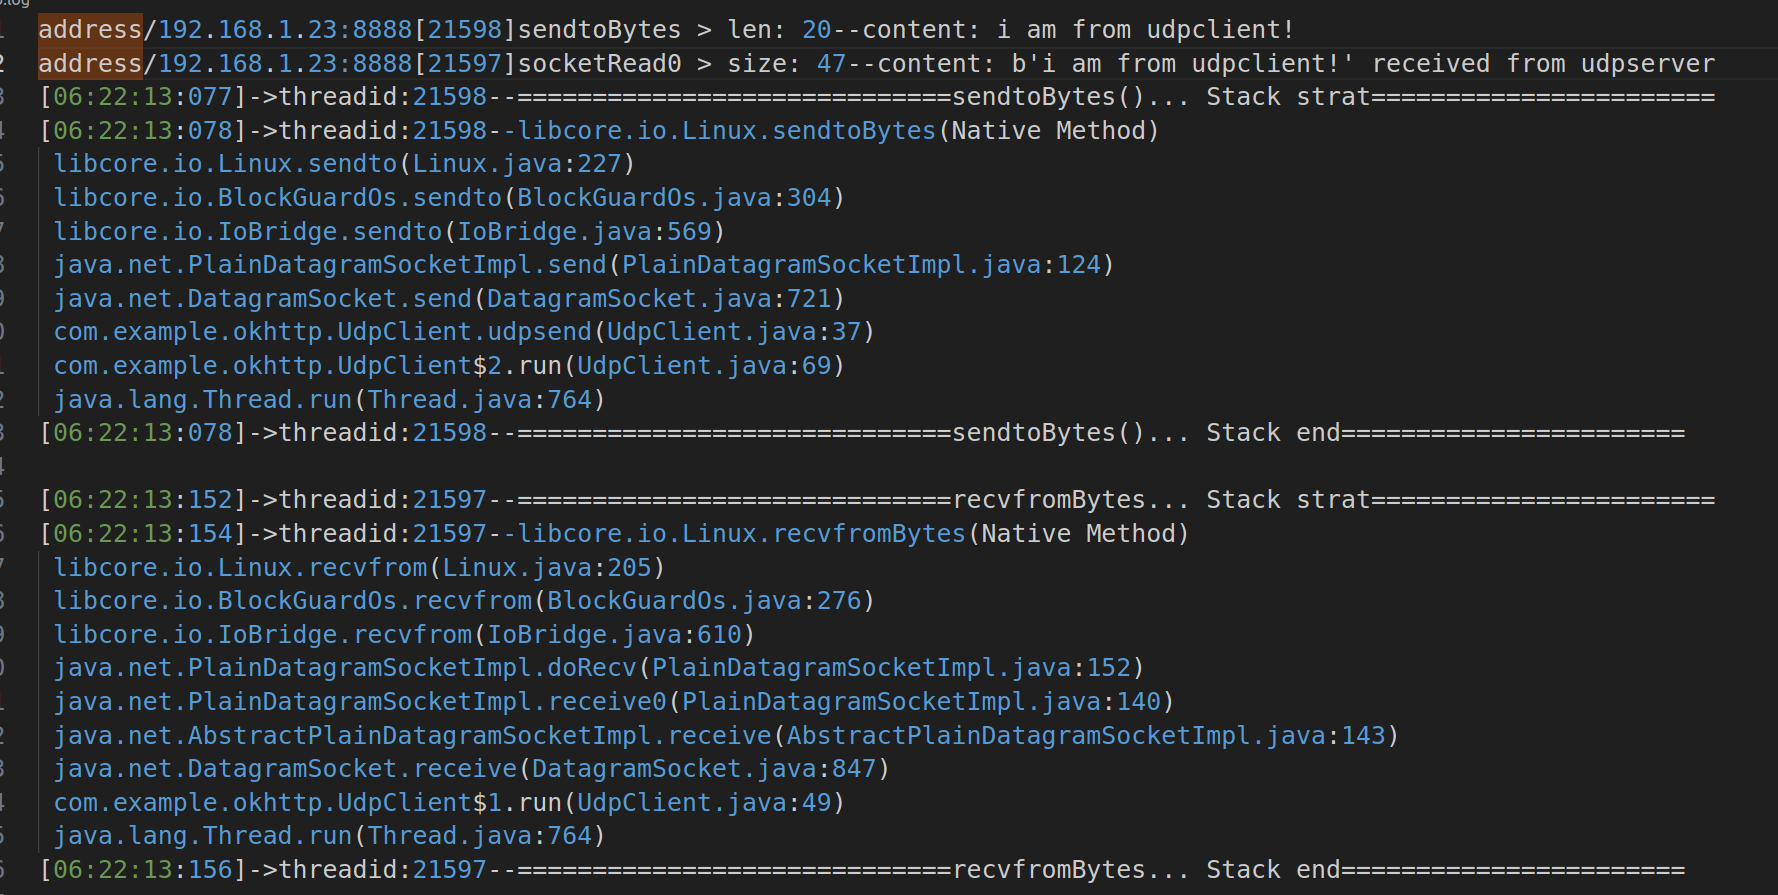 address/192.168.1.23:8888[21598]sendtoBytes > len: 20--content: i am from udpclient!
address/192.168.1.23:8888[21597]socketRead0 > size: 47--content: b'i am from udpclient!' received from udpserver
[06:22:13:077]->threadid:21598--=============================sendtoBytes()... Stack strat=======================
[06:22:13:078]->threadid:21598--libcore.io.Linux.sendtoBytes(Native Method)
libcore.io.Linux.sendto(Linux.java:227)
libcore.io.BlockGuardOs.sendto(BlockGuardOs.java:304)
libcore.io.IoBridge.sendto(IoBridge.java:569)
java.net.PlainDatagramSocketImpl.send(PlainDatagramSocketImpl.java:124)
java.net.DatagramSocket.send(DatagramSocket.java:721)
com.example.okhttp.UdpClient.udpsend(UdpClient.java:37)
com.example.okhttp.UdpClient$2.run(UdpClient.java:69)
java.lang.Thread.run(Thread.java:764)
[06:22:13:078]->threadid:21598--=============================sendtoBytes()... Stack end=======================
[06:22:13:152]->threadid:21597--=============================recvfromBytes... Stack strat=======================
[06:22:13:154]->threadid:21597--libcore.io.Linux.recvfromBytes(Native Method)
libcore.io.Linux.recvfrom(Linux.java:205)
libcore.io.BlockGuardOs.recvfrom(BlockGuardOs.java:276)
libcore.io.IoBridge.recvfrom(IoBridge.java:610)
java.net.PlainDatagramSocketImpl.doRecv(PlainDatagramSocketImpl.java:152)
java.net.PlainDatagramSocketImpl.receive0(PlainDatagramSocketImpl.java:140)
java.net.AbstractPlainDatagramSocketImpl.receive(AbstractPlainDatagramSocketImpl.java:143)
java.net.DatagramSocket.receive(DatagramSocket.java:847)
com.example.okhttp.UdpClient$1.run(UdpClient.java:49)
java.lang.Thread.run(Thread.java:764)
[06:22:13:156]->threadid:21597--=============================recvfromBytes... Stack end=======================